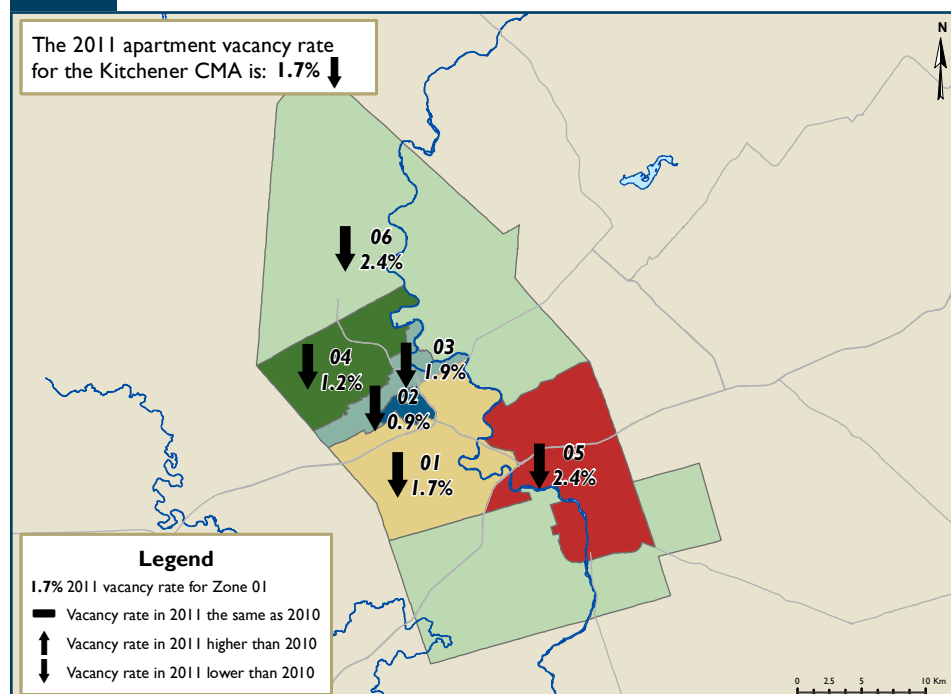 The 2011 apartment vacancy rate
for the Kitchener CMA is: 1.7%
N
06
2.4%
03
1.9%
04
1.2%
02
0.9%
01
1.7%
05
2.4%
Legend
1.7% 2011 vacancy rate for Zone 01
Vacancy rate in 2011 the same as 2010
Vacancy rate in 2011 higher than 2010
Vacancy rate in 2011 lower than 2010
0 2.5 5 10 Km